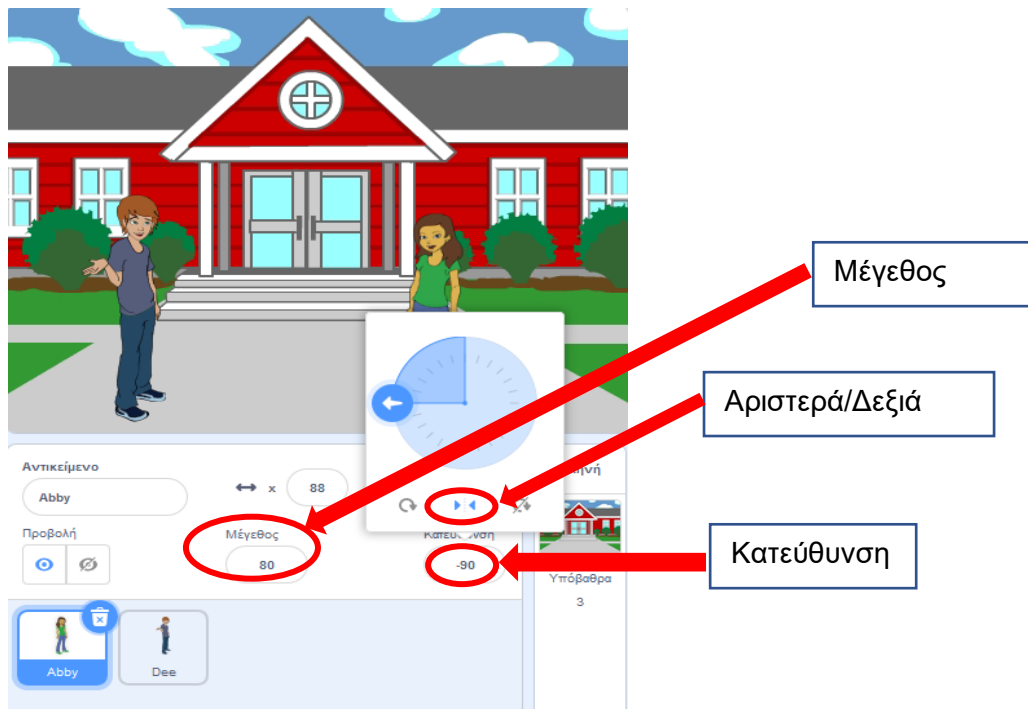 Μέγεθος
Αριστερά/Δεξιά
Αντικείμενο
Abby
x
88
Προβολή
Μέγεθος
80
-90
Κατεύθυνση
Υπόβαθρα
3
Abby
Dee